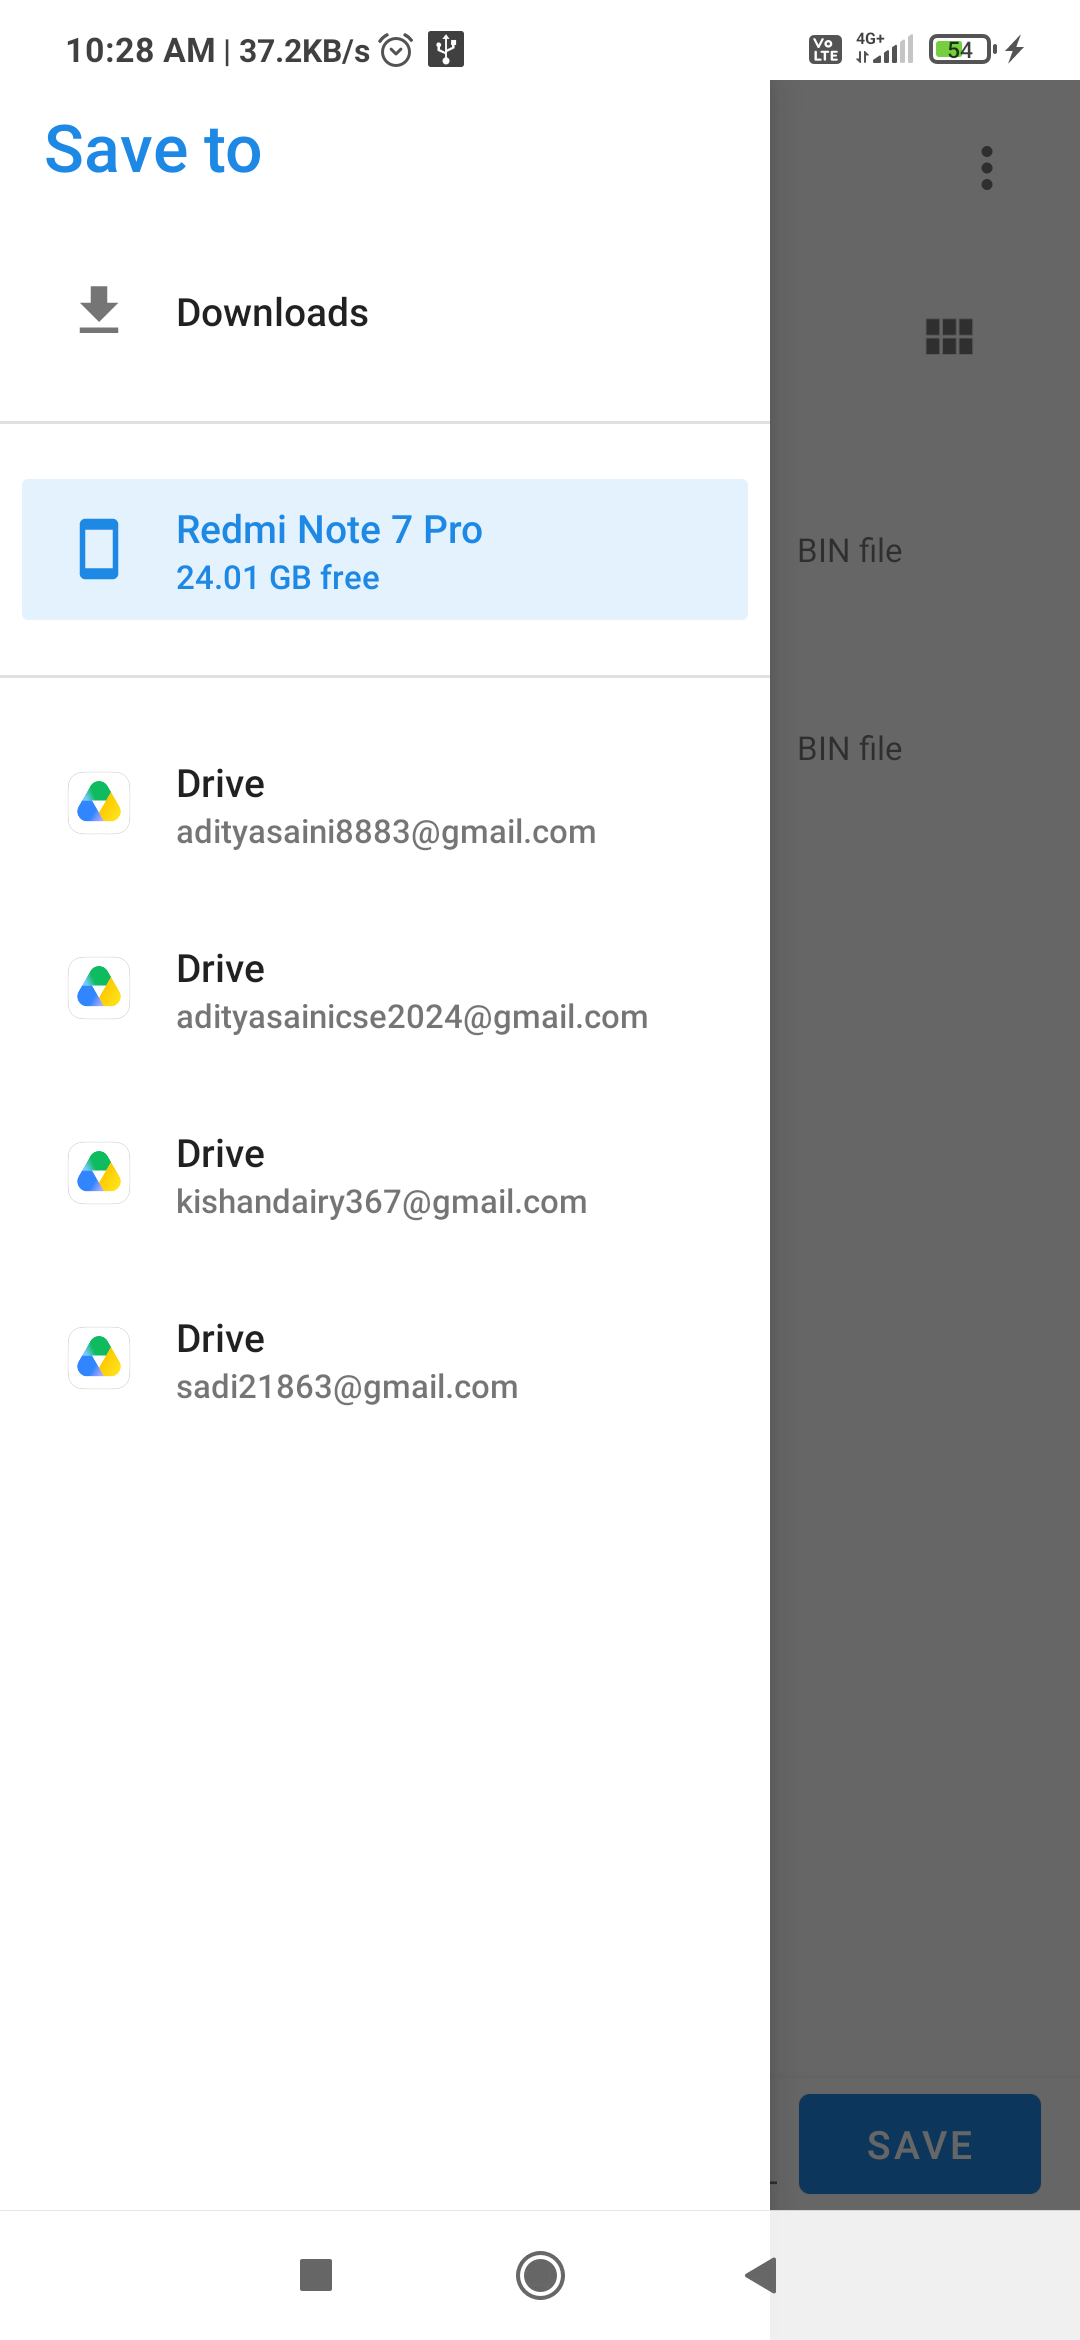 10:28 AM | 37.2KB/s
Vo LTE 4G+ 54
Save to
Downloads
Redmi Note 7 Pro
24.01 GB free
BIN file
BIN file
Drive
adityasaini8883@gmail.com
Drive
adityasainicse2024@gmail.com
Drive
kishandairy367@gmail.com
Drive
sadi21863@gmail.com
SAVE